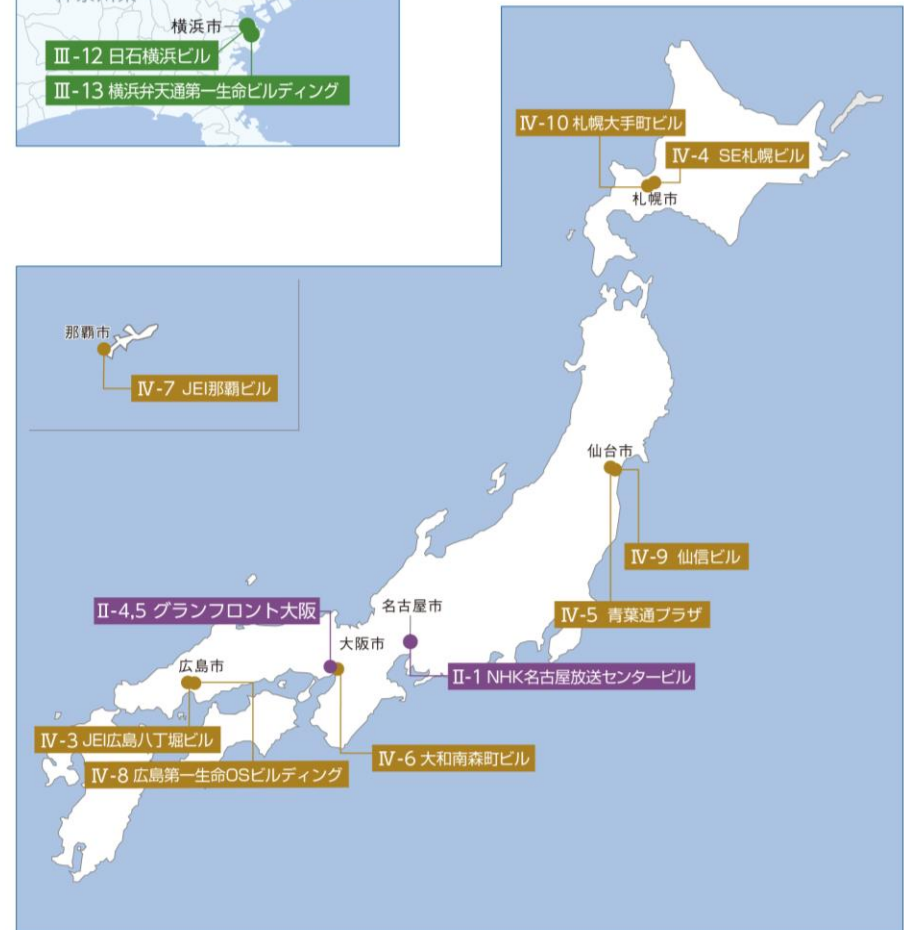 横浜市
Ⅲ-12 日石横浜ビル
Ⅲ-13 横浜弁天通第一生命ビルディング
Ⅳ-10 札幌大手町ビル
Ⅳ-4 SE札幌ビル
札幌市
那覇市
Ⅳ-7 JEI那覇ビル
仙台市
Ⅳ-9 仙信ビル
Ⅳ-5 青葉通プラザ
Ⅱ-4,5 グランフロント大阪
名古屋市
大阪市
Ⅱ-1 NHK名古屋放送センタービル
広島市
Ⅳ-3 JEI広島八丁堀ビル
Ⅳ-6 大和南森町ビル
Ⅳ-8 広島第一生命OSビルディング